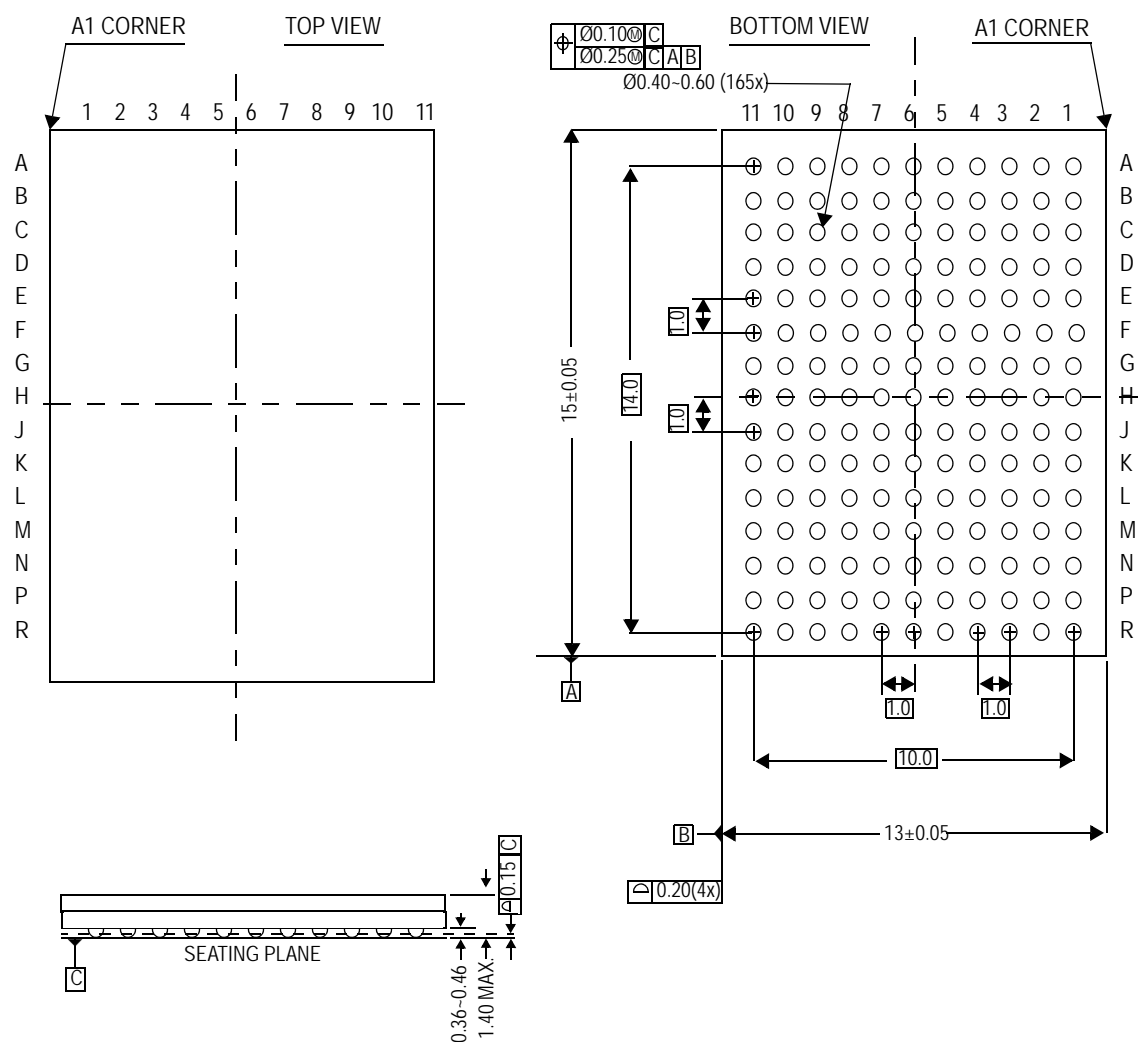 A1 CORNER
TOP VIEW
1 2 3 4 5 6 7 8 9 10 11
A
B
C
D
E
F
G
H
J
K
L
M
N
P
R
Ø0.10Ⓜ C
Ø0.25Ⓜ C A B
Ø0.40~0.60 (165x)
BOTTOM VIEW
A1 CORNER
11 10 9 8 7 6 5 4 3 2 1
A
B
C
D
E
F
G
H
J
K
L
M
N
P
R
1.0
1.0
14.0
15±0.05
A
1.0
1.0
10.0
B
13±0.05
0.20(4x)
0.15 C
SEATING PLANE
C
0.36~0.46
1.40 MAX.